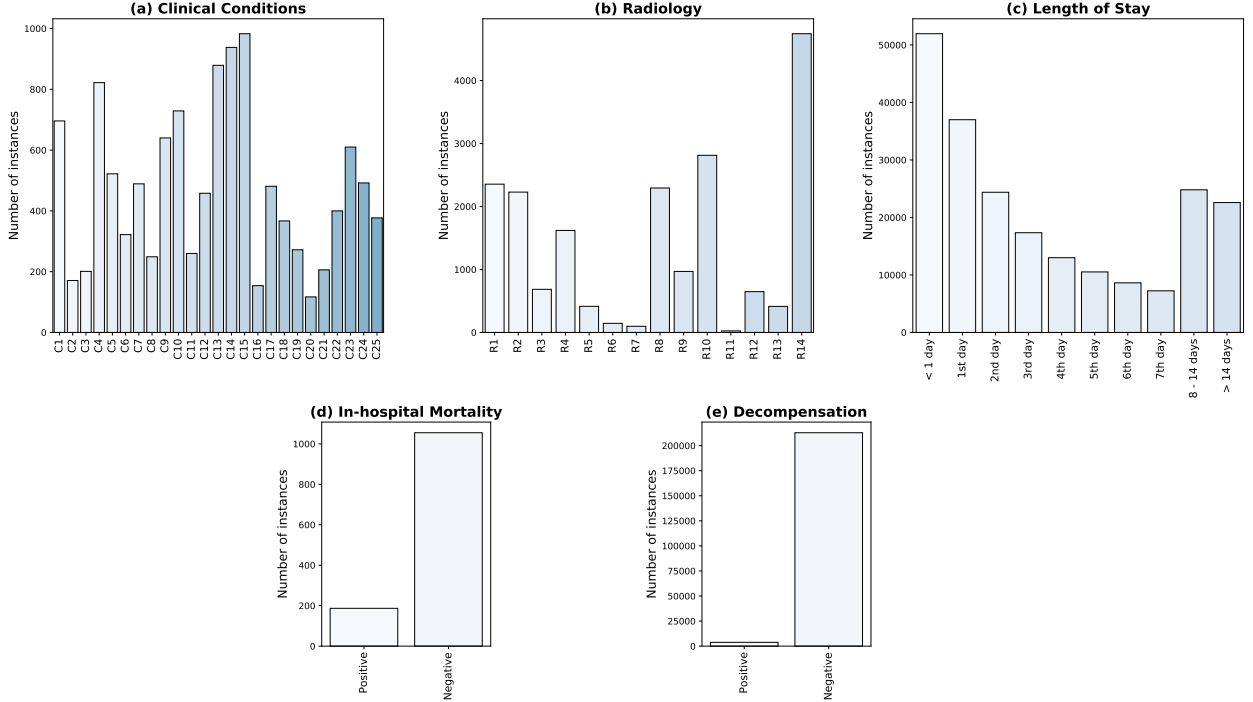 (a) Clinical Conditions
Number of instances
1000
800
600
400
200
0
C1 C2 C3 C4 C5 C6 C7 C8 C9 C10 C11 C12 C13 C14 C15 C16 C17 C18 C19 C20 C21 C22 C23 C24 C25
(b) Radiology
Number of instances
4000
3000
2000
1000
0
R1 R2 R3 R4 R5 R6 R7 R8 R9 R10 R11 R12 R13 R14
(c) Length of Stay
Number of instances
50000
40000
30000
20000
10000
0
< 1 day
1st day
2nd day
3rd day
4th day
5th day
6th day
7th day
8 - 14 days
> 14 days
(d) In-hospital Mortality
Number of instances
1000
800
600
400
200
0
Positive
Negative
(e) Decompensation
Number of instances
200000
175000
150000
125000
100000
75000
50000
25000
0
Positive
Negative